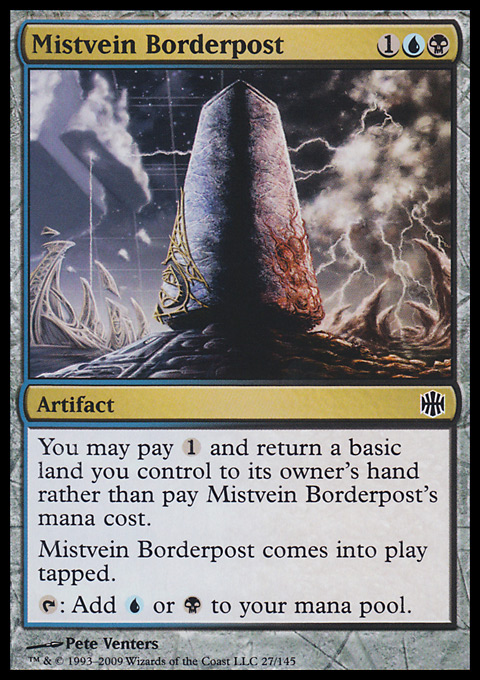 Mistvein Borderpost 1
Artifact
You may pay 1 and return a basic
land you control to its owner's hand
rather than pay Mistvein Borderpost's
mana cost.
Mistvein Borderpost comes into play
tapped.
: Add or to your mana pool.
Pete Venters
™ & © 1993–2009 Wizards of the Coast LLC 27/145